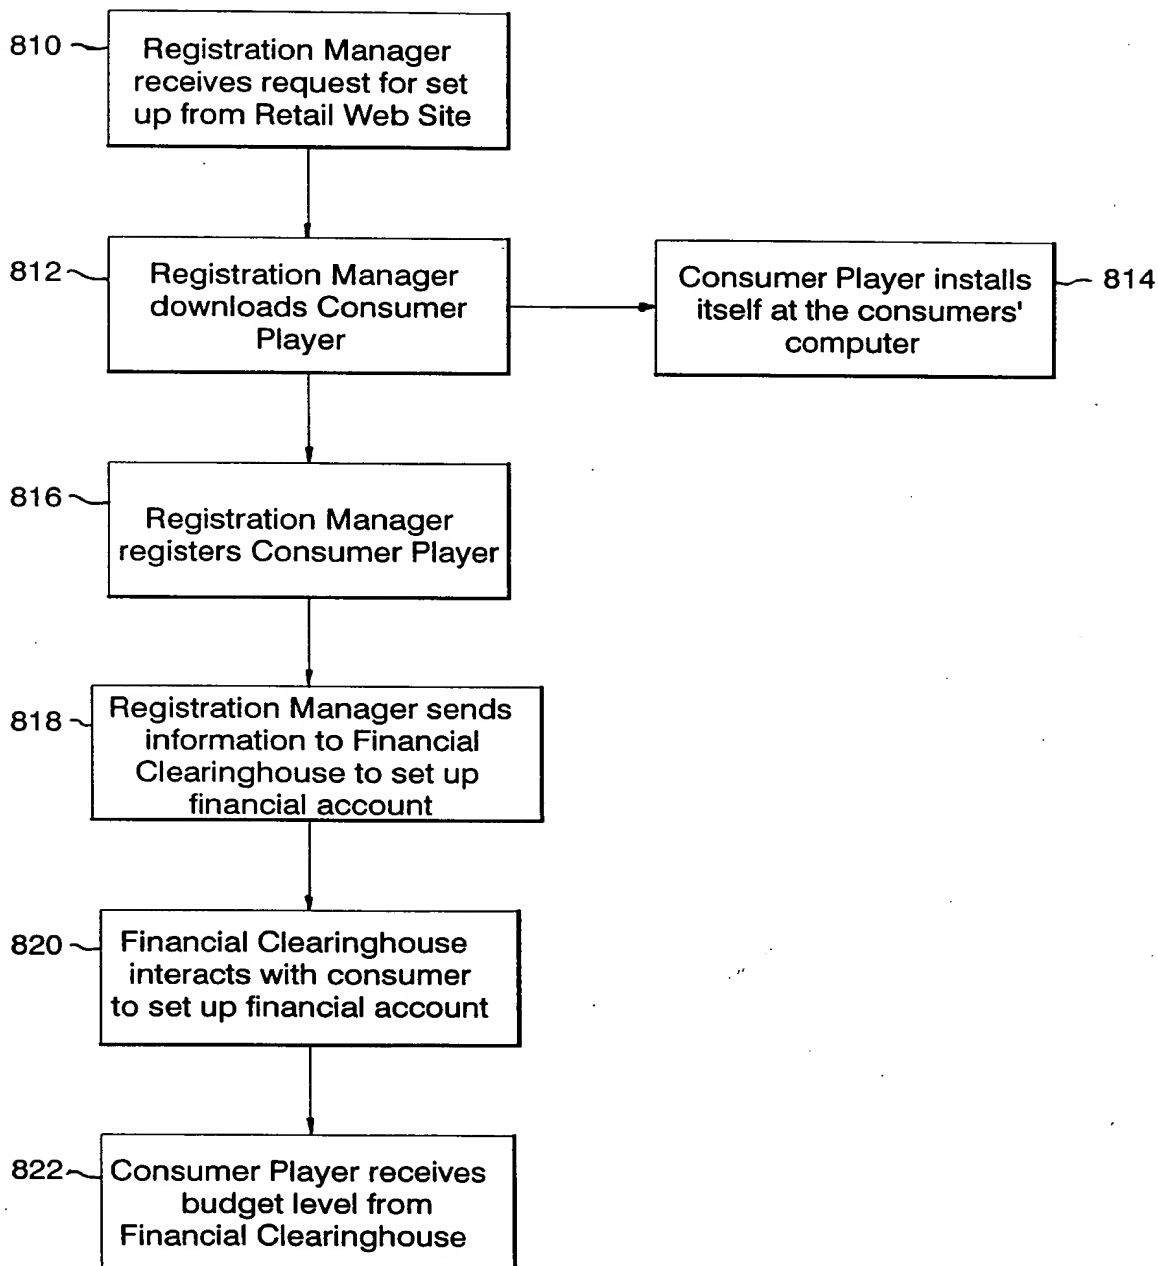 810
Registration Manager
receives request for set
up from Retail Web Site
812
Registration Manager
downloads Consumer
Player
Consumer Player installs
itself at the consumers'
computer
814
816
Registration Manager
registers Consumer Player
818
Registration Manager sends
information to Financial
Clearinghouse to set up
financial account
820
Financial Clearinghouse
interacts with consumer
to set up financial account
822
Consumer Player receives
budget level from
Financial Clearinghouse